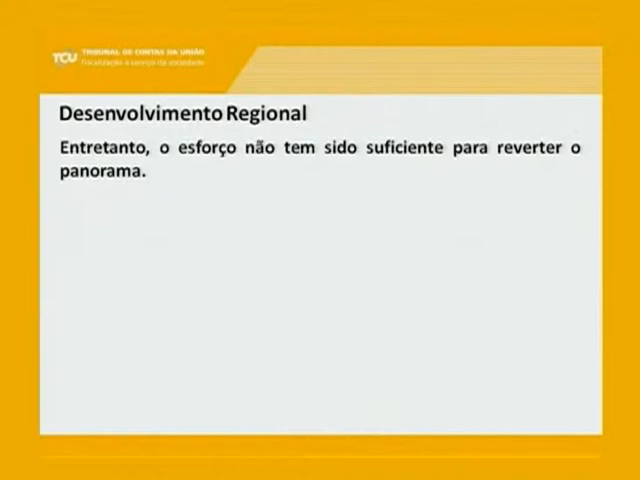 TCU TRIBUNAL DE CONTAS DA UNIÃO
Fiscalização a serviço da sociedade
Desenvolvimento Regional
Entretanto, o esforço não tem sido suficiente para reverter o
panorama.